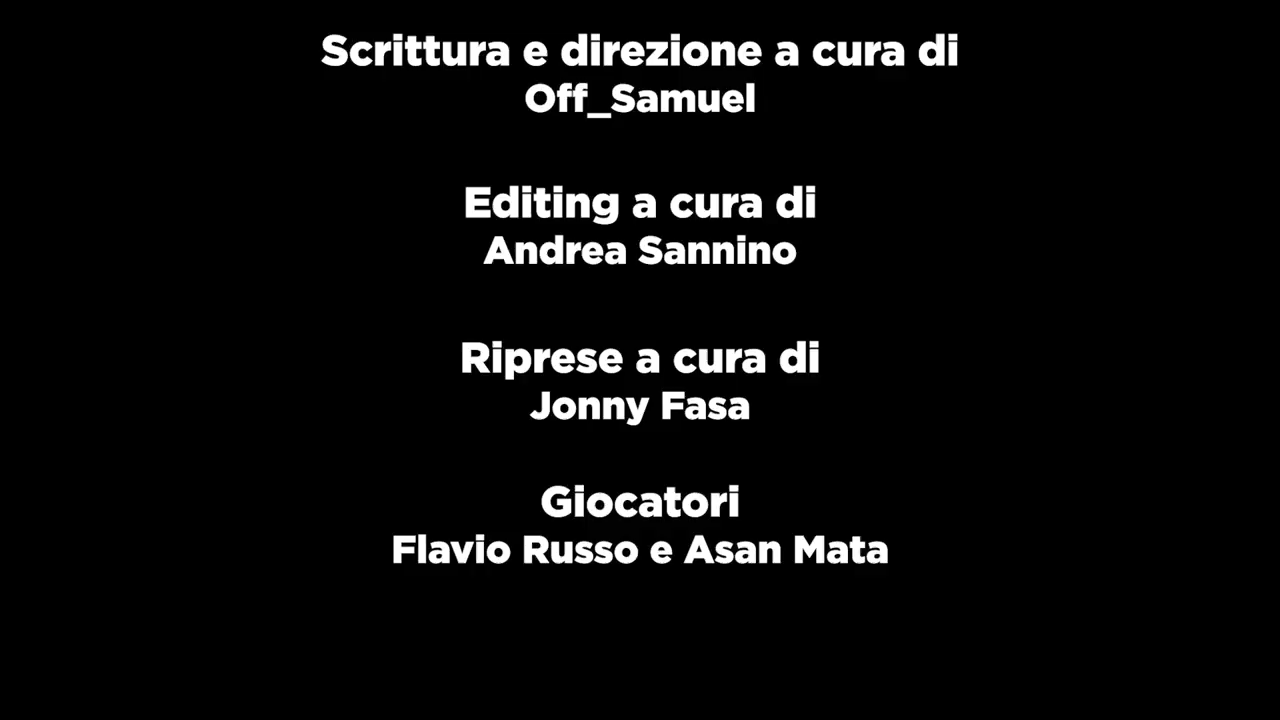 Scrittura e direzione a cura di
Off_Samuel
Editing a cura di
Andrea Sannino
Riprese a cura di
Jonny Fasa
Giocatori
Flavio Russo e Asan Mata